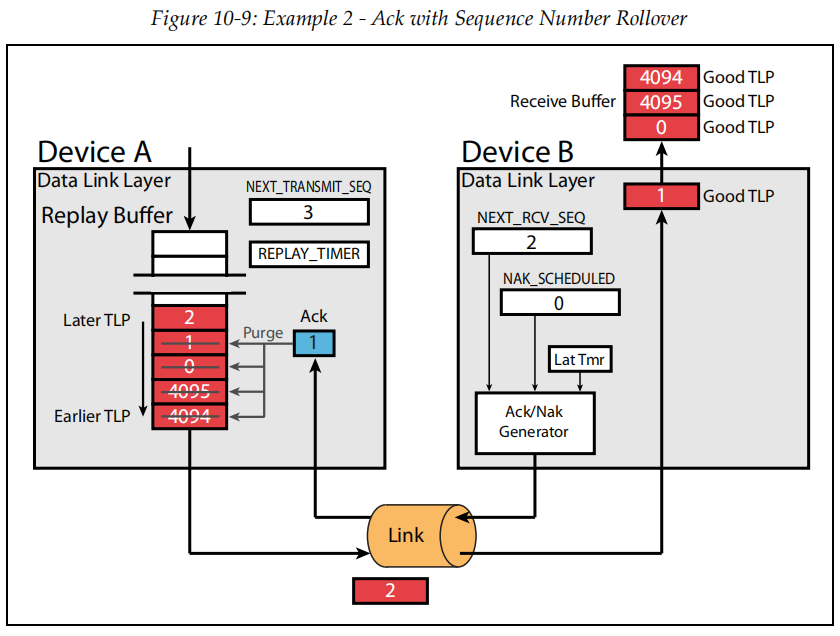 Figure 10-9: Example 2 - Ack with Sequence Number Rollover
4094 Good TLP
Receive Buffer 4095 Good TLP
0 Good TLP
Device A
Data Link Layer
NEXT_TRANSMIT_SEQ
3
Replay Buffer
REPLAY_TIMER
Later TLP
2
1
0
4095
4094
Earlier TLP
Purge
Ack
1
Device B
Data Link Layer
1 Good TLP
NEXT_RCV_SEQ
2
NAK_SCHEDULED
0
Lat Tmr
Ack/Nak
Generator
Link
2